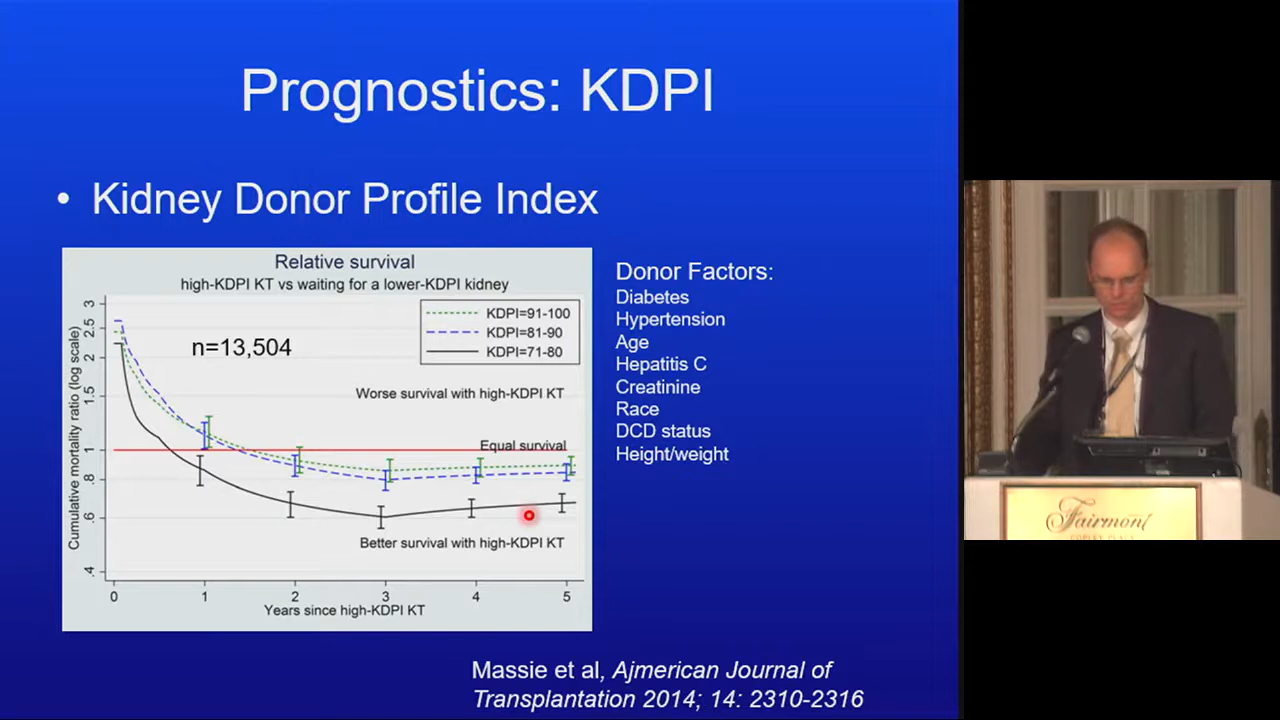 Prognostics: KDPI
• Kidney Donor Profile Index
Relative survival
high-KDPI KT vs waiting for a lower-KDPI kidney
Cumulative mortality ratio (log scale)
3
2.5
2
1.5
1
.8
.6
.4
n=13,504
KDPI=91-100
KDPI=81-90
KDPI=71-80
Worse survival with high-KDPI KT
Equal survival
Better survival with high-KDPI KT
0 1 2 3 4 5
Years since high-KDPI KT
Donor Factors:
Diabetes
Hypertension
Age
Hepatitis C
Creatinine
Race
DCD status
Height/weight
Massie et al, Ajmerican Journal of
Transplantation 2014; 14: 2310-2316
Fairmont